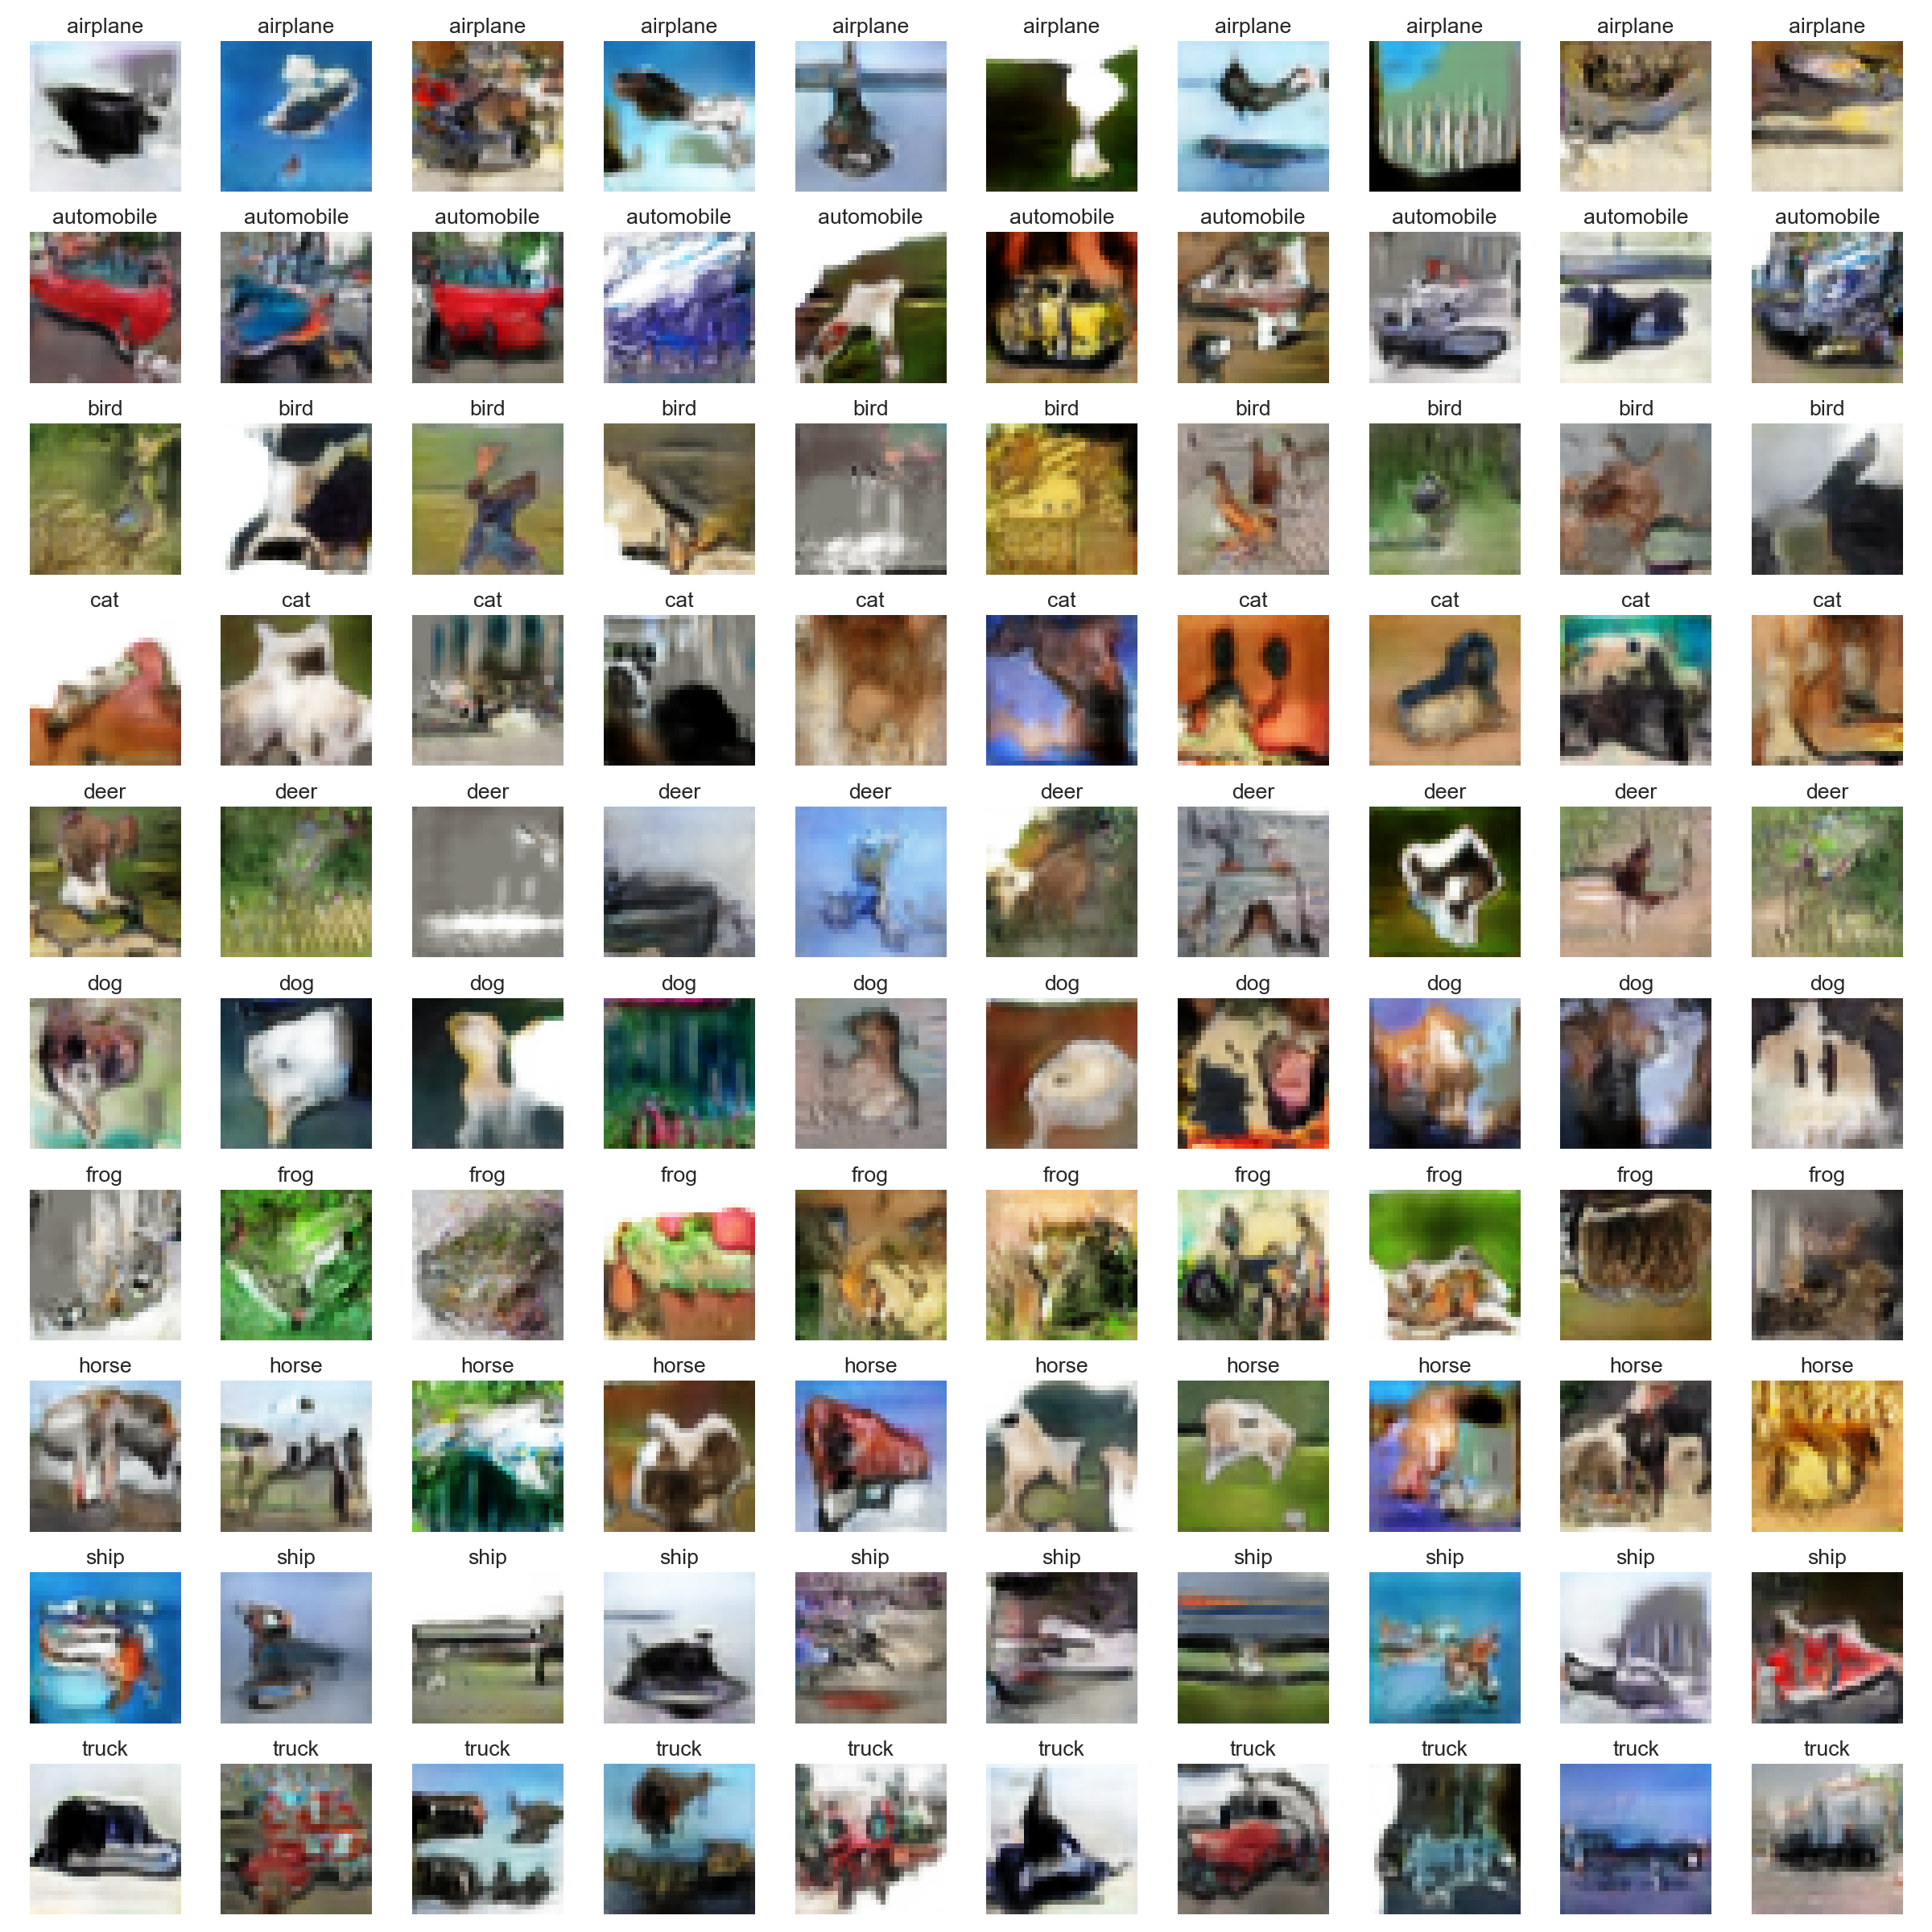 airplane airplane airplane airplane airplane airplane airplane airplane airplane airplane
automobile automobile automobile automobile automobile automobile automobile automobile automobile automobile
bird bird bird bird bird bird bird bird bird bird
cat cat cat cat cat cat cat cat cat cat
deer deer deer deer deer deer deer deer deer deer
dog dog dog dog dog dog dog dog dog dog
frog frog frog frog frog frog frog frog frog frog
horse horse horse horse horse horse horse horse horse horse
ship ship ship ship ship ship ship ship ship ship
truck truck truck truck truck truck truck truck truck truck